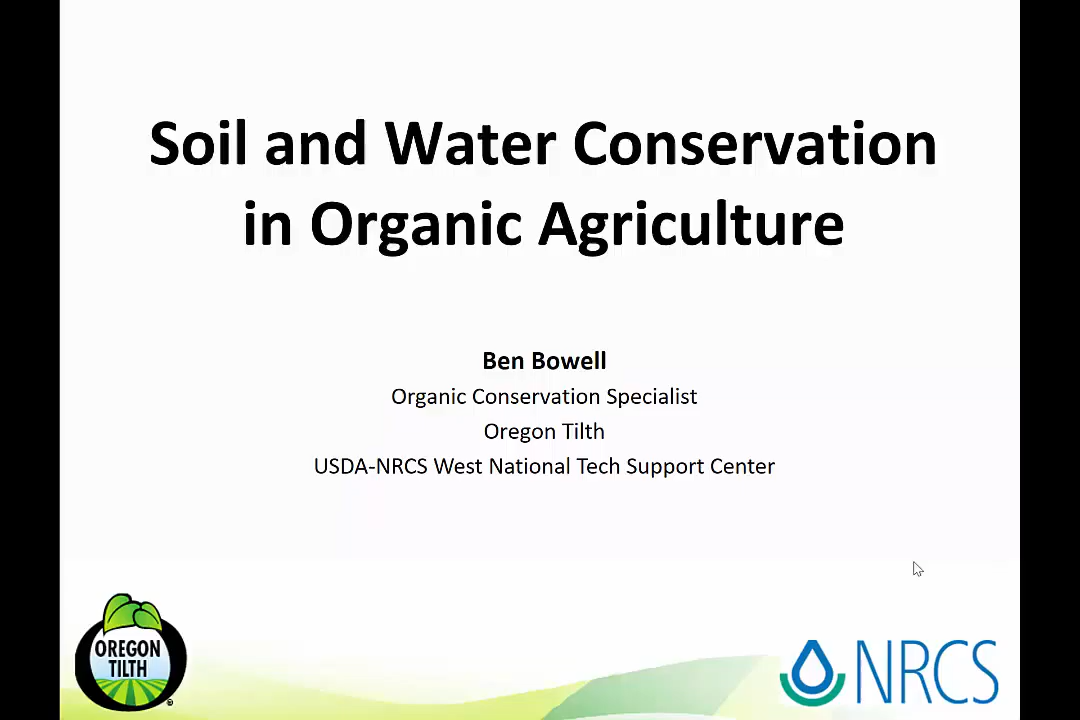 Soil and Water Conservation
in Organic Agriculture
Ben Bowell
Organic Conservation Specialist
Oregon Tilth
USDA-NRCS West National Tech Support Center
OREGON
TILTH
NRCS